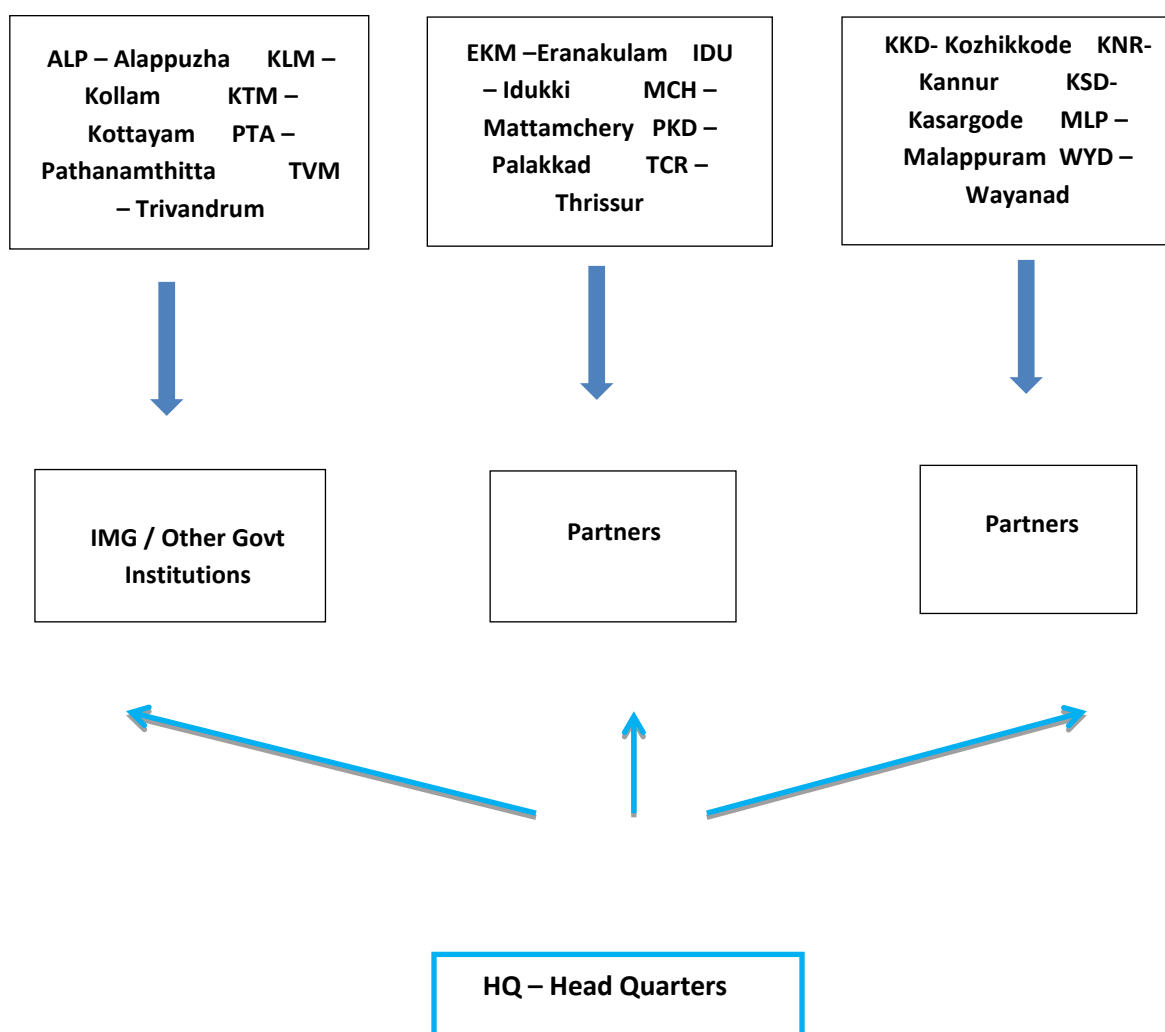 ALP – Alappuzha KLM –
Kollam KTM –
Kottayam PTA –
Pathanamthitta TVM
– Trivandrum
EKM –Eranakulam IDU
– Idukki MCH –
Mattamchery PKD –
Palakkad TCR –
Thrissur
KKD- Kozhikkode KNR-
Kannur KSD-
Kasargode MLP –
Malappuram WYD –
Wayanad
IMG / Other Govt
Institutions
Partners
Partners
HQ – Head Quarters